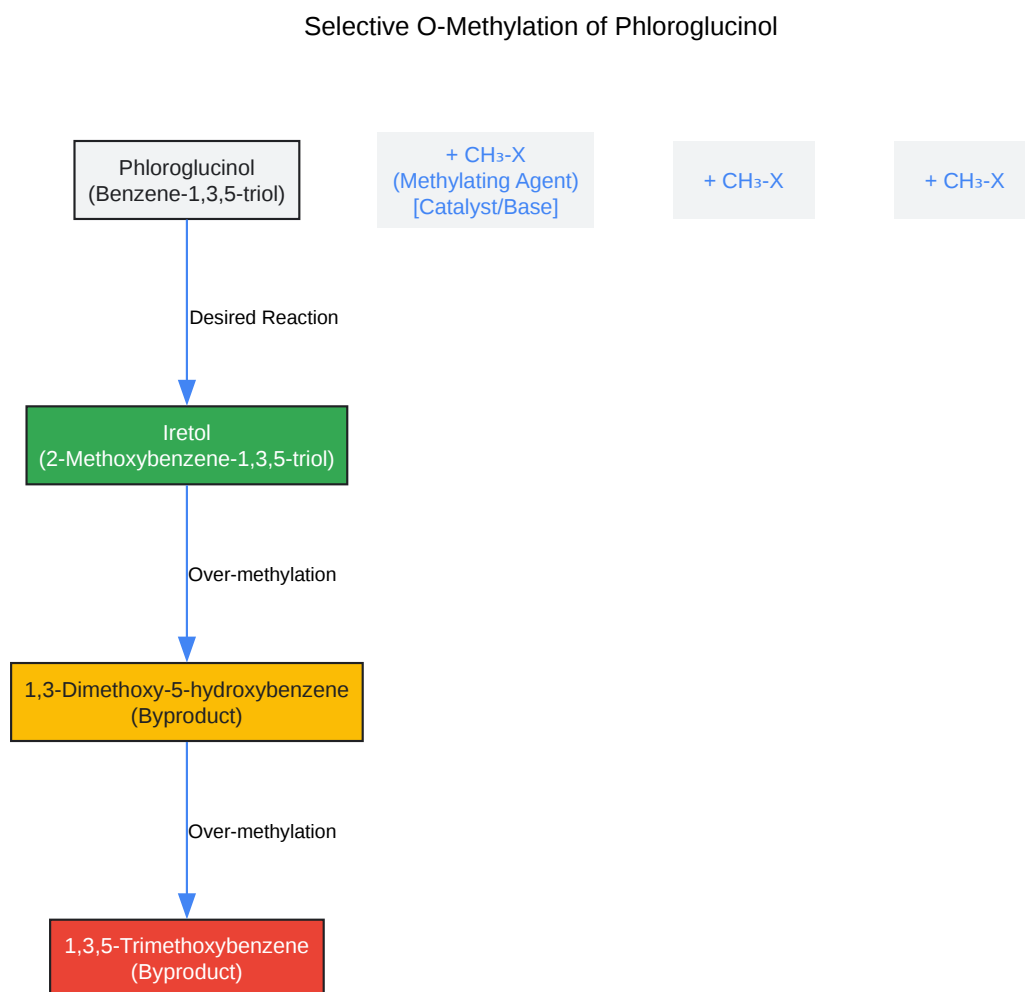 Selective O-Methylation of Phloroglucinol
Phloroglucinol
(Benzene-1,3,5-triol)
+ CH₃-X
(Methylating Agent)
[Catalyst/Base]
+ CH₃-X
+ CH₃-X
Desired Reaction
Iretol
(2-Methoxybenzene-1,3,5-triol)
Over-methylation
1,3-Dimethoxy-5-hydroxybenzene
(Byproduct)
Over-methylation
1,3,5-Trimethoxybenzene
(Byproduct)